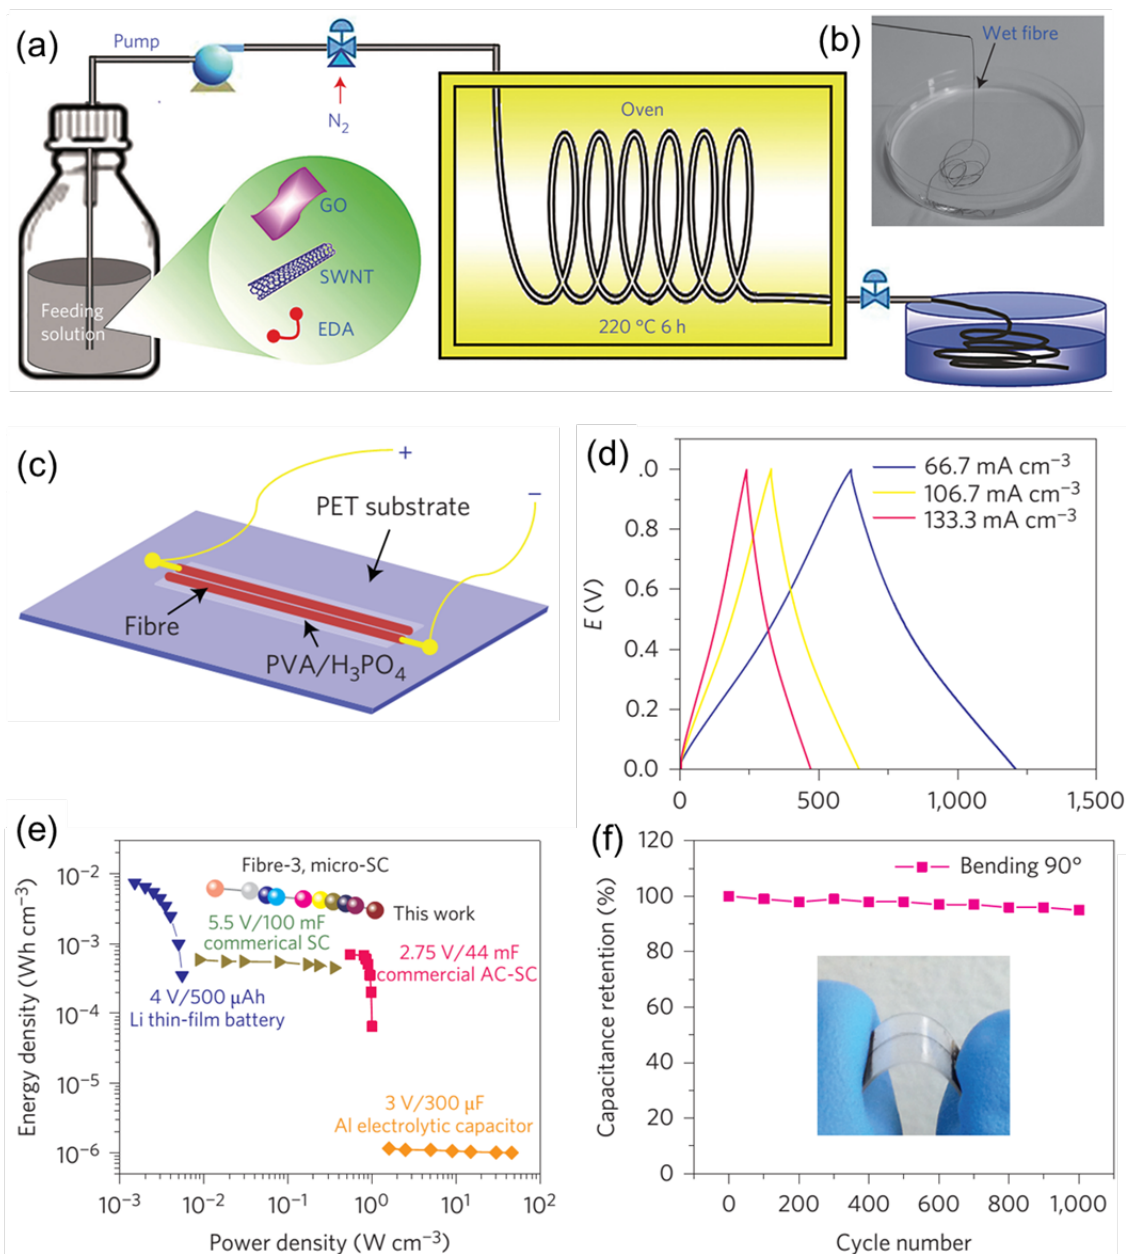 (a)
Pump
N₂
GO
SWNT
EDA
Feeding
solution
Oven
220 °C 6 h
(b)
Wet fibre
(c)
+
−
PET substrate
Fibre
PVA/H₃PO₄
(d)
66.7 mA cm⁻³
106.7 mA cm⁻³
133.3 mA cm⁻³
E (V)
.0
0.8
0.6
0.4
0.2
0.0
0
500
1,000
1,500
(e)
Energy density (Wh cm⁻³)
10⁻²
10⁻³
10⁻⁴
10⁻⁵
10⁻⁶
Fibre-3, micro-SC
This work
5.5 V/100 mF
commerical SC
2.75 V/44 mF
commercial AC-SC
4 V/500 µAh
Li thin-film battery
3 V/300 µF
Al electrolytic capacitor
10⁻³
10⁻²
10⁻¹
10⁰
10¹
10²
Power density (W cm⁻³)
(f)
Capacitance retention (%)
120
100
80
60
40
20
0
Bending 90°
0
200
400
600
800
1,000
Cycle number